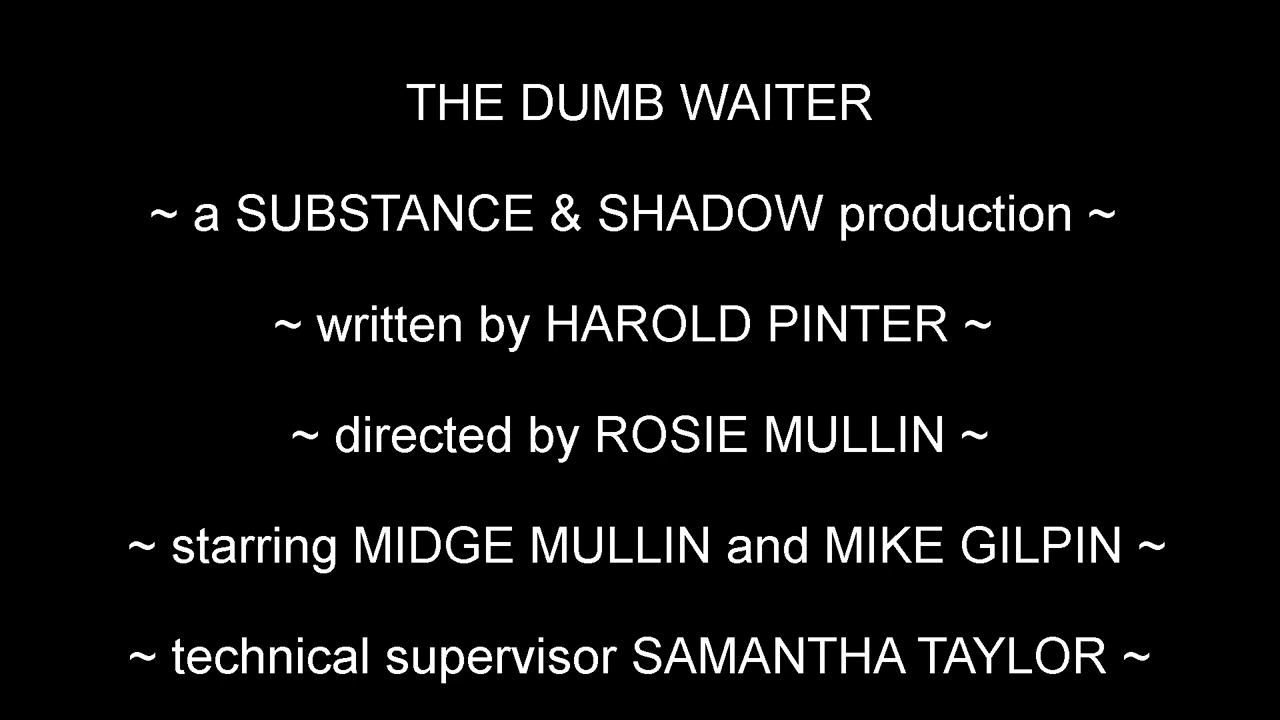 THE DUMB WAITER
~ a SUBSTANCE & SHADOW production ~
~ written by HAROLD PINTER ~
~ directed by ROSIE MULLIN ~
~ starring MIDGE MULLIN and MIKE GILPIN ~
~ technical supervisor SAMANTHA TAYLOR ~